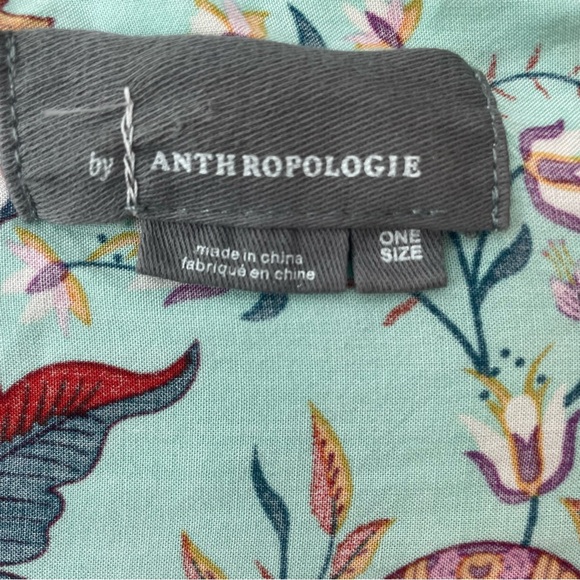 by ANTHROPOLOGIE
made in china
fabriqué en chine
ONE
SIZE